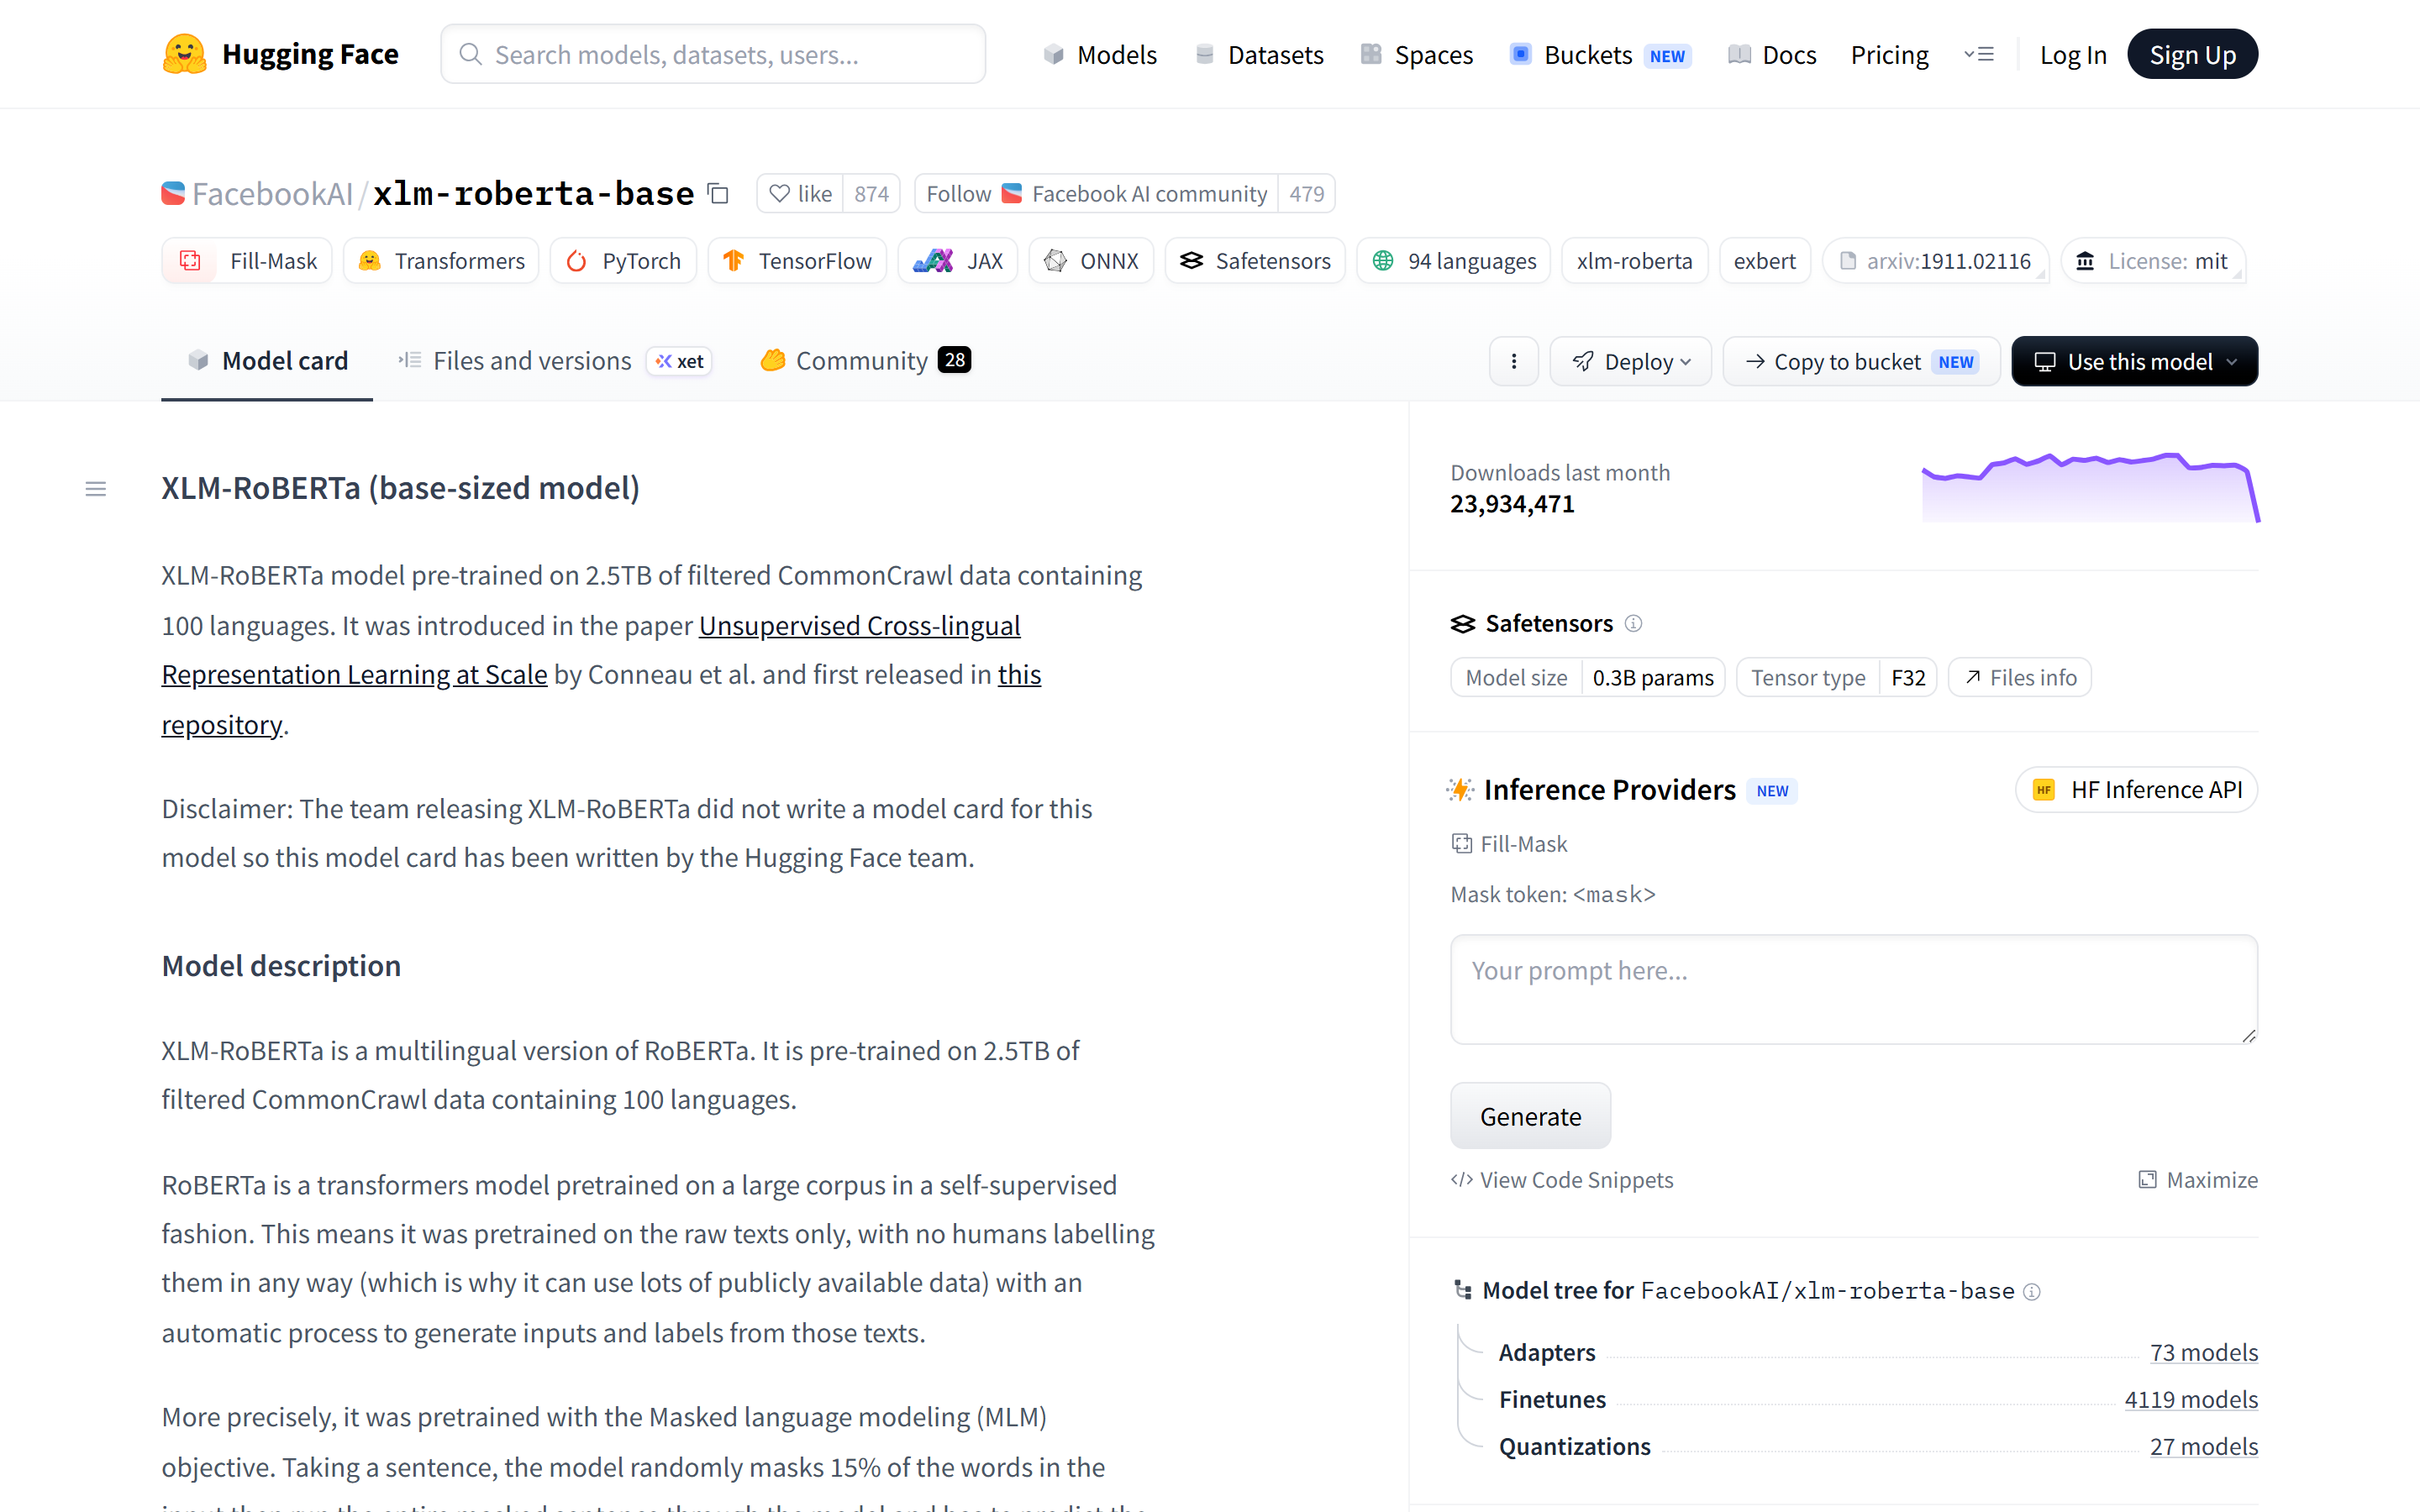 Hugging Face
Search models, datasets, users...
Models
Datasets
Spaces
Buckets NEW
Docs
Pricing
Log In
Sign Up
FacebookAI/xlm-roberta-base
like 874
Follow Facebook AI community 479
Fill-Mask
Transformers
PyTorch
TensorFlow
JAX
ONNX
Safetensors
94 languages
xlm-roberta
exbert
arxiv:1911.02116
License: mit
Model card
Files and versions xet
Community 28
Deploy
Copy to bucket NEW
Use this model
XLM-RoBERTa (base-sized model)
XLM-RoBERTa model pre-trained on 2.5TB of filtered CommonCrawl data containing
100 languages. It was introduced in the paper Unsupervised Cross-lingual
Representation Learning at Scale by Conneau et al. and first released in this
repository.
Disclaimer: The team releasing XLM-RoBERTa did not write a model card for this
model so this model card has been written by the Hugging Face team.
Model description
XLM-RoBERTa is a multilingual version of RoBERTa. It is pre-trained on 2.5TB of
filtered CommonCrawl data containing 100 languages.
RoBERTa is a transformers model pretrained on a large corpus in a self-supervised
fashion. This means it was pretrained on the raw texts only, with no humans labelling
them in any way (which is why it can use lots of publicly available data) with an
automatic process to generate inputs and labels from those texts.
More precisely, it was pretrained with the Masked language modeling (MLM)
objective. Taking a sentence, the model randomly masks 15% of the words in the
Downloads last month
23,934,471
Safetensors
Model size 0.3B params
Tensor type F32
Files info
Inference Providers NEW
HF HF Inference API
Fill-Mask
Mask token: <mask>
Your prompt here...
Generate
View Code Snippets
Maximize
Model tree for FacebookAI/xlm-roberta-base
Adapters 73 models
Finetunes 4119 models
Quantizations 27 models